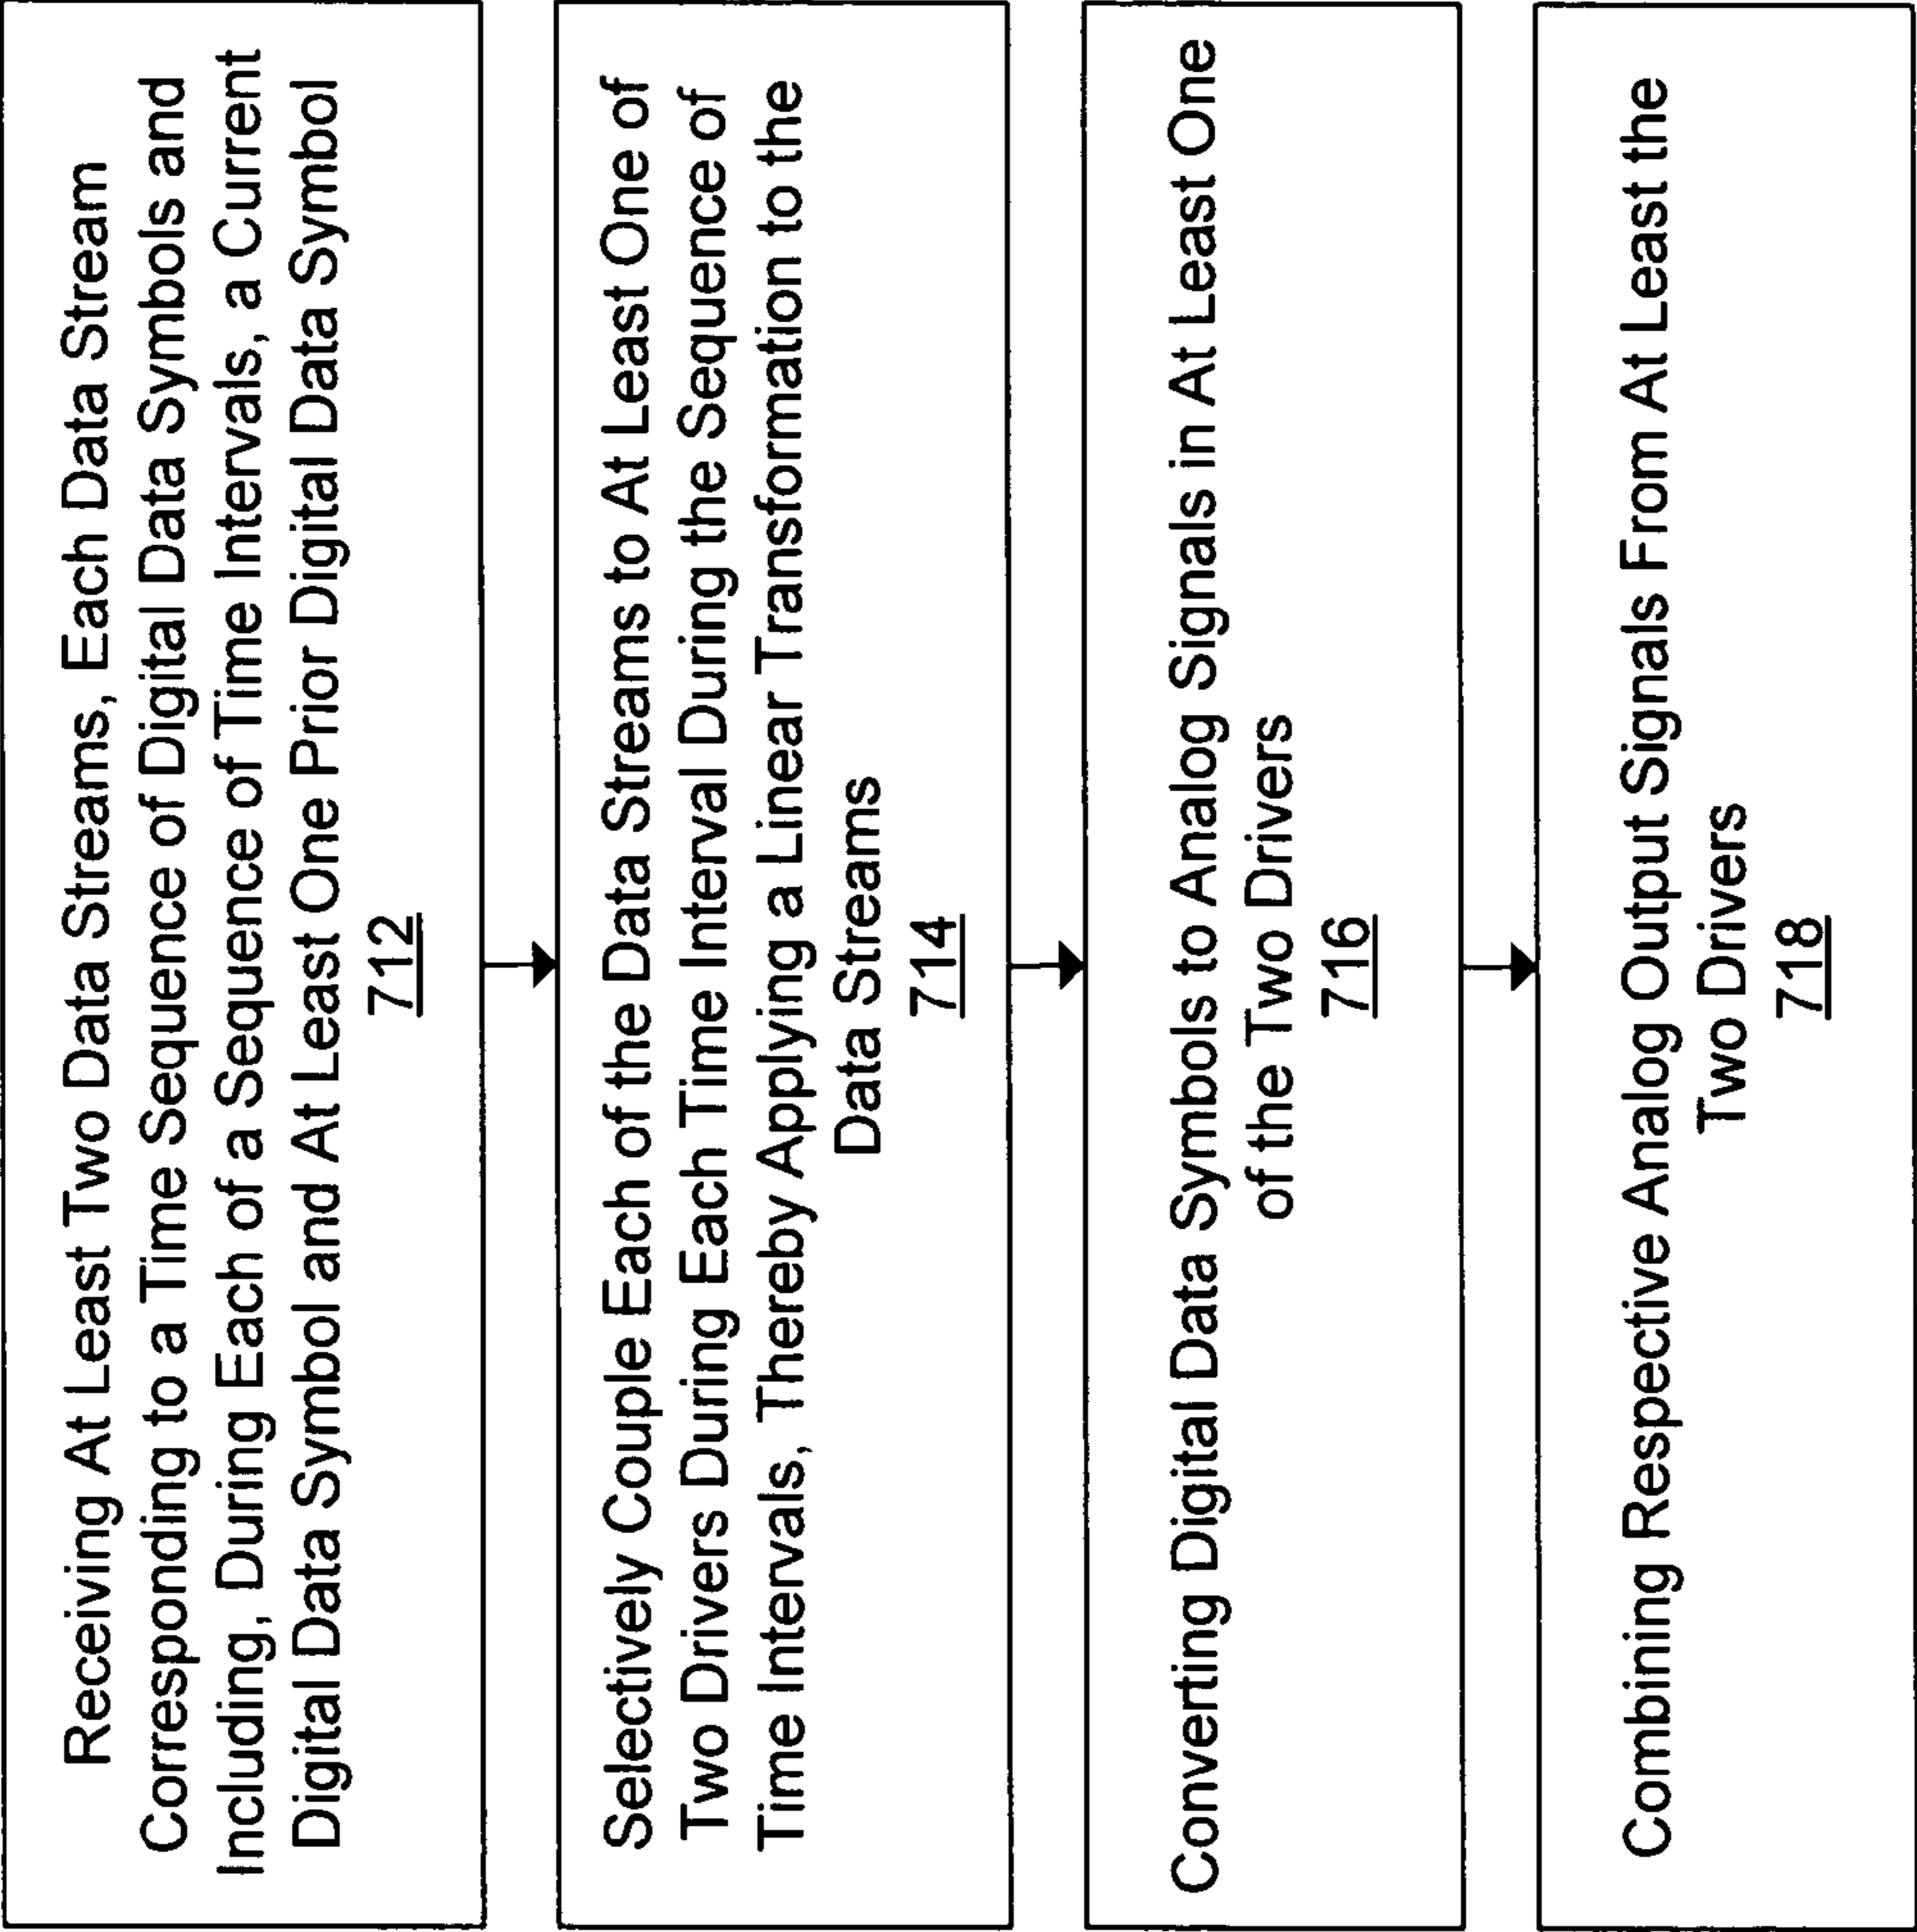 Receiving At Least Two Data Streams, Each Data Stream
Corresponding to a Time Sequence of Digital Data Symbols and
Including, During Each of a Sequence of Time Intervals, a Current
Digital Data Symbol and At Least One Prior Digital Data Symbol
712
Selectively Couple Each of the Data Streams to At Least One of
Two Drivers During Each Time Interval During the Sequence of
Time Intervals, Thereby Applying a Linear Transformation to the
Data Streams
714
Converting Digital Data Symbols to Analog Signals in At Least One
of the Two Drivers
716
Combining Respective Analog Output Signals From At Least the
Two Drivers
718